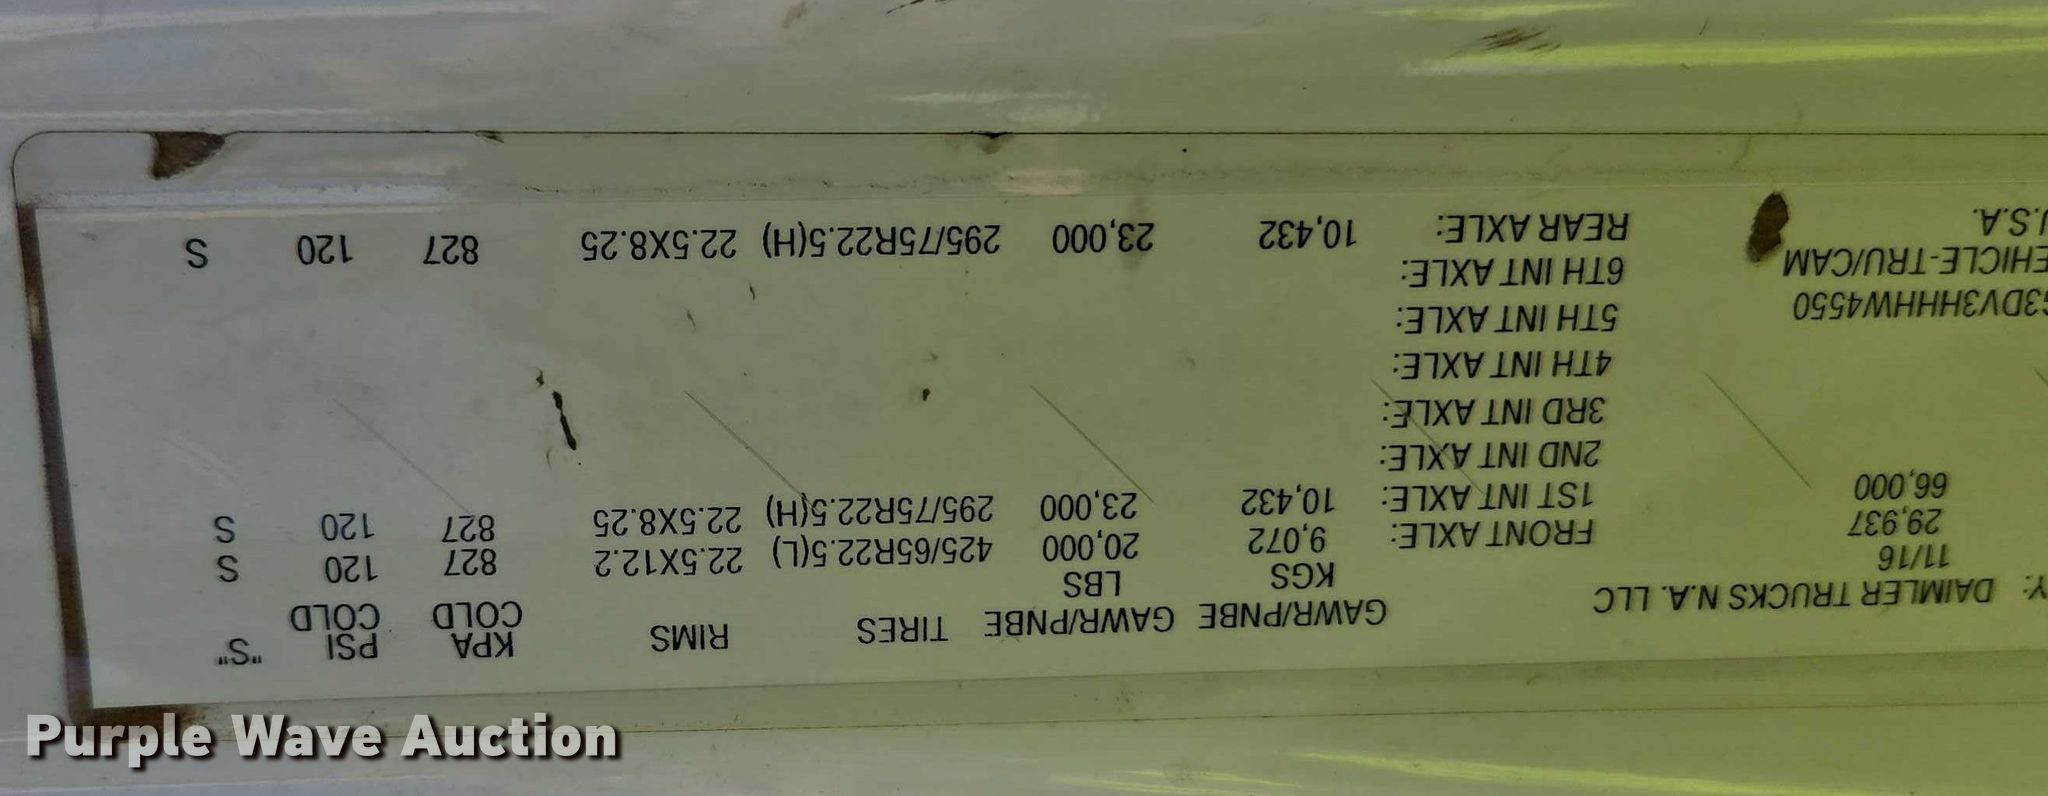 GAWR/PNBE GAWR/PNBE TIRES RIMS KPA PSI "S"
Y: DAIMLER TRUCKS N.A. LLC KGS LBS COLD COLD
11/16 FRONT AXLE: 9,072 20,000 425/65R22.5(L) 22.5X12.2 827 120 S
29,937 1ST INT AXLE: 10,432 23,000 295/75R22.5(H) 22.5X8.25 827 120 S
66,000 2ND INT AXLE:
3RD INT AXLE:
4TH INT AXLE:
3DV3HHHW4550 5TH INT AXLE:
EHICLE-TRU/CAM 6TH INT AXLE:
.S.A. REAR AXLE: 10,432 23,000 295/75R22.5(H) 22.5X8.25 827 120 S
Purple Wave Auction